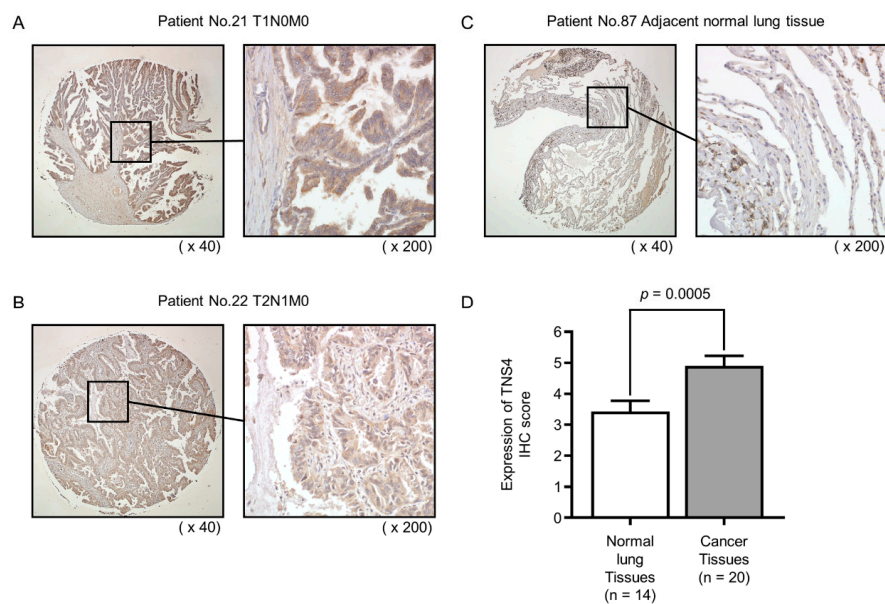 A
Patient No.21 T1N0M0
( x 40)
( x 200)
B
Patient No.22 T2N1M0
( x 40)
( x 200)
C
Patient No.87 Adjacent normal lung tissue
( x 40)
( x 200)
D
p = 0.0005
Expression of TNS4
IHC score
6
5
4
3
2
1
0
Normal
lung
Tissues
(n = 14)
Cancer
Tissues
(n = 20)